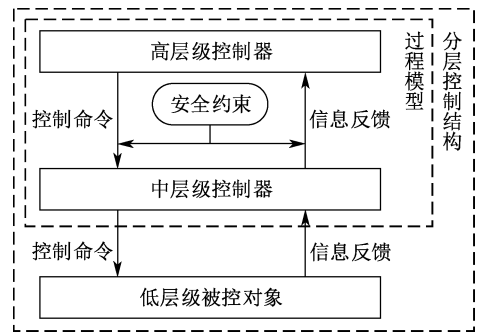 高层级控制器
过程模型
分层控制结构
安全约束
控制命令
信息反馈
中层级控制器
控制命令
信息反馈
低层级被控对象